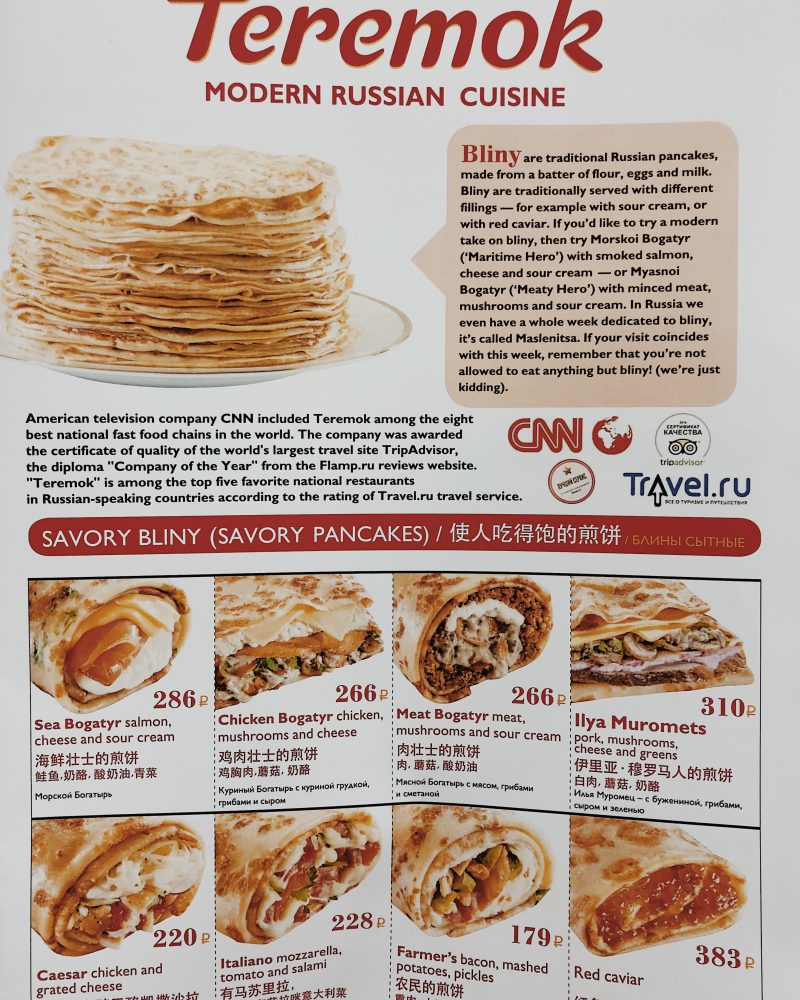 Teremok
MODERN RUSSIAN CUISINE
Bliny are traditional Russian pancakes,
made from a batter of flour, eggs and milk.
Bliny are traditionally served with different
fillings — for example with sour cream, or
with red caviar. If you’d like to try a modern
take on bliny, then try Morskoi Bogatyr
(‘Maritime Hero’) with smoked salmon,
cheese and sour cream — or Myasnoi
Bogatyr (‘Meaty Hero’) with minced meat,
mushrooms and sour cream. In Russia we
even have a whole week dedicated to bliny,
it’s called Maslenitsa. If your visit coincides
with this week, remember that you’re not
allowed to eat anything but bliny! (we’re just
kidding).
American television company CNN included Teremok among the eight
best national fast food chains in the world. The company was awarded
the certificate of quality of the world's largest travel site TripAdvisor,
the diploma "Company of the Year" from the Flamp.ru reviews website.
"Teremok" is among the top five favorite national restaurants
in Russian-speaking countries according to the rating of Travel.ru travel service.
CNN
СЕРТИФИКАТ
КАЧЕСТВА
tripadvisor
ЛУЧШИЙ СЕРВИС
Travel.ru
ВСЕ О ТУРИЗМЕ И ПУТЕШЕСТВИЯХ
SAVORY BLINY (SAVORY PANCAKES) / 使人吃得饱的煎饼 / БЛИНЫ СЫТНЫЕ
286 ₽
Sea Bogatyr salmon,
cheese and sour cream
海鲜壮士的煎饼
鲑鱼,奶酪,酸奶油,青菜
Морской Богатырь
266 ₽
Chicken Bogatyr chicken,
mushrooms and cheese
鸡肉壮士的煎饼
鸡胸肉,蘑菇,奶酪
Куриный Богатырь с куриной грудкой,
грибами и сыром
266 ₽
Meat Bogatyr meat,
mushrooms and sour cream
肉壮士的煎饼
肉,蘑菇,酸奶油
Мясной Богатырь с мясом, грибами
и сметаной
310 ₽
Ilya Muromets
pork, mushrooms,
cheese and greens
伊里亚·穆罗马人的煎饼
白肉,蘑菇,奶酪
Илья Муромец – с бужениной, грибами,
сыром и зеленью
220 ₽
Caesar chicken and
grated cheese
228 ₽
Italiano mozzarella,
tomato and salami
有马苏里拉,
179 ₽
Farmer’s bacon, mashed
potatoes, pickles
农民的煎饼
383 ₽
Red caviar